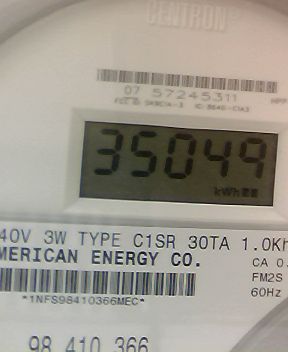 CENTRON®
07 57245311
35049
kWh
40V 3W TYPE C1SR 30TA 1.0Kh
MERICAN ENERGY CO.
CA 0.
FM2S
*1NFS98410366MEC*
60Hz
98 410 366